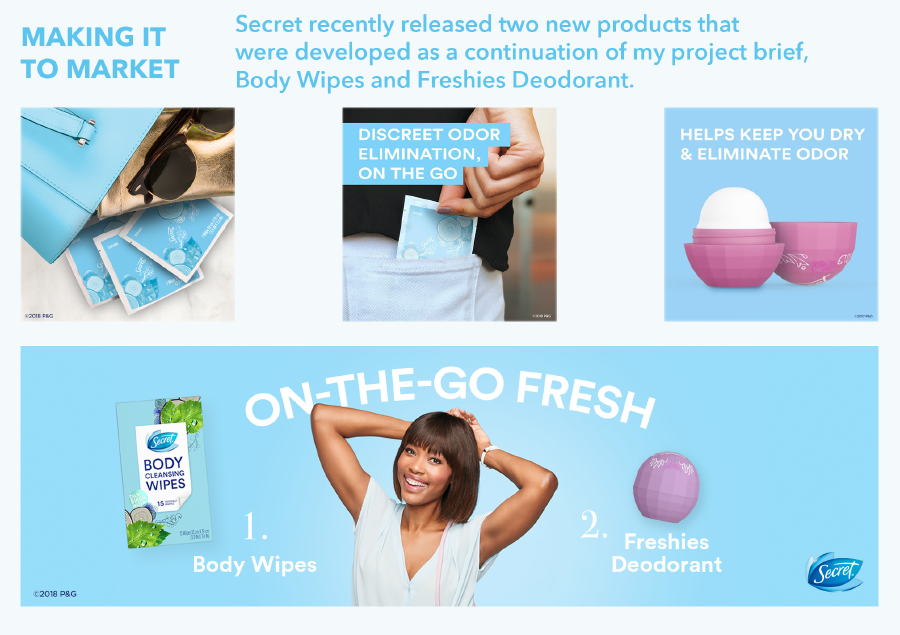 MAKING IT
TO MARKET
Secret recently released two new products that
were developed as a continuation of my project brief,
Body Wipes and Freshies Deodorant.
©2018 P&G
DISCREET ODOR
ELIMINATION,
ON THE GO
©2018 P&G
HELPS KEEP YOU DRY
& ELIMINATE ODOR
ON-THE-GO FRESH
Secret
BODY
CLEANSING
WIPES
15
1.
Body Wipes
2.
Freshies
Deodorant
Secret.
©2018 P&G